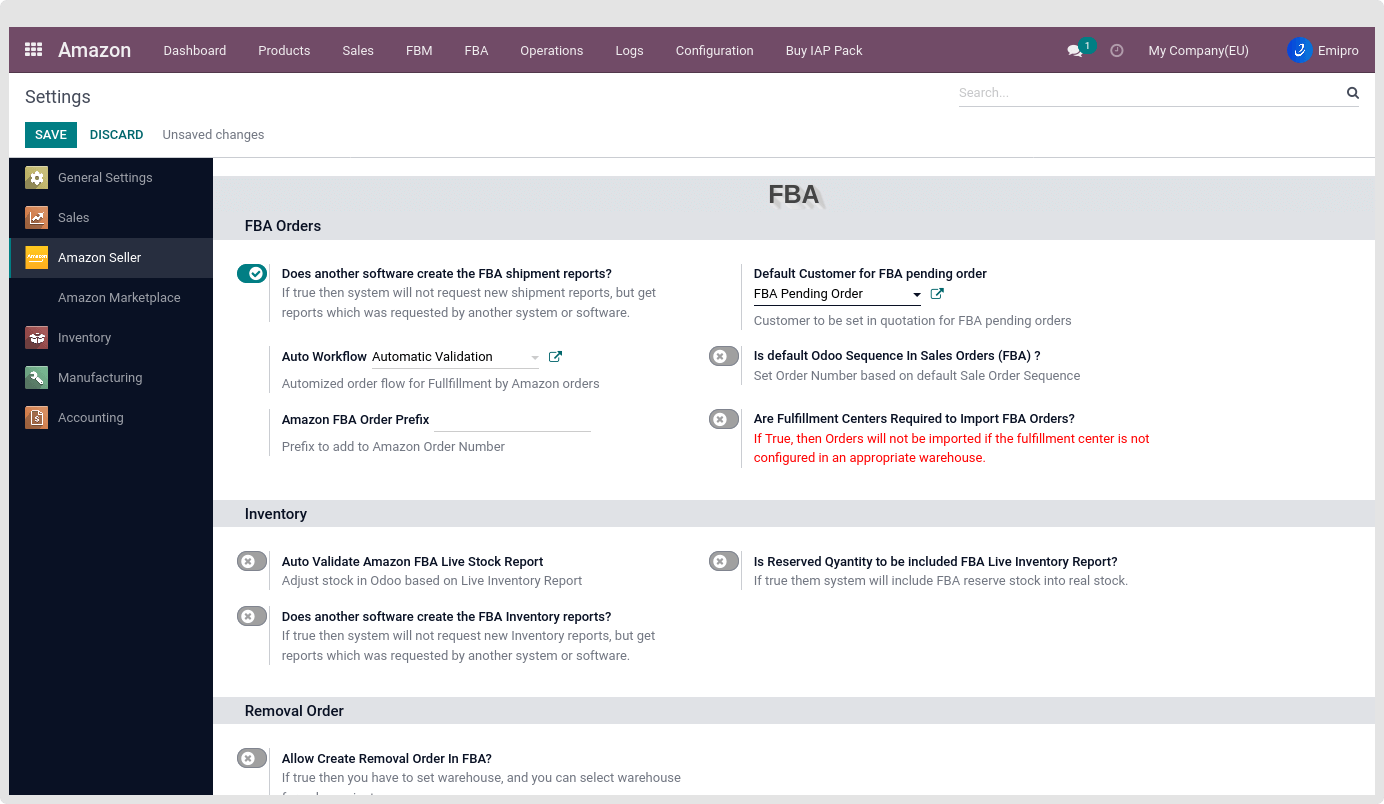 Amazon Dashboard Products Sales FBM FBA Operations Logs Configuration Buy IAP Pack 1 My Company(EU) Emipro
Settings
Search...
SAVE DISCARD Unsaved changes
General Settings
Sales
Amazon Seller
Amazon Marketplace
Inventory
Manufacturing
Accounting
FBA
FBA Orders
Does another software create the FBA shipment reports?
If true then system will not request new shipment reports, but get
reports which was requested by another system or software.
Default Customer for FBA pending order
FBA Pending Order
Customer to be set in quotation for FBA pending orders
Auto Workflow Automatic Validation
Automized order flow for Fullfillment by Amazon orders
Is default Odoo Sequence In Sales Orders (FBA) ?
Set Order Number based on default Sale Order Sequence
Amazon FBA Order Prefix
Prefix to add to Amazon Order Number
Are Fulfillment Centers Required to Import FBA Orders?
If True, then Orders will not be imported if the fulfillment center is not
configured in an appropriate warehouse.
Inventory
Auto Validate Amazon FBA Live Stock Report
Adjust stock in Odoo based on Live Inventory Report
Is Reserved Qyantity to be included FBA Live Inventory Report?
If true them system will include FBA reserve stock into real stock.
Does another software create the FBA Inventory reports?
If true then system will not request new Inventory reports, but get
reports which was requested by another system or software.
Removal Order
Allow Create Removal Order In FBA?
If true then you have to set warehouse, and you can select warehouse